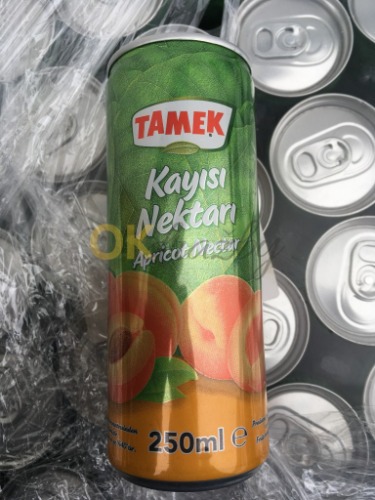 TAMEK
Kayısı
Nektarı
Apricot Nectar
250ml e